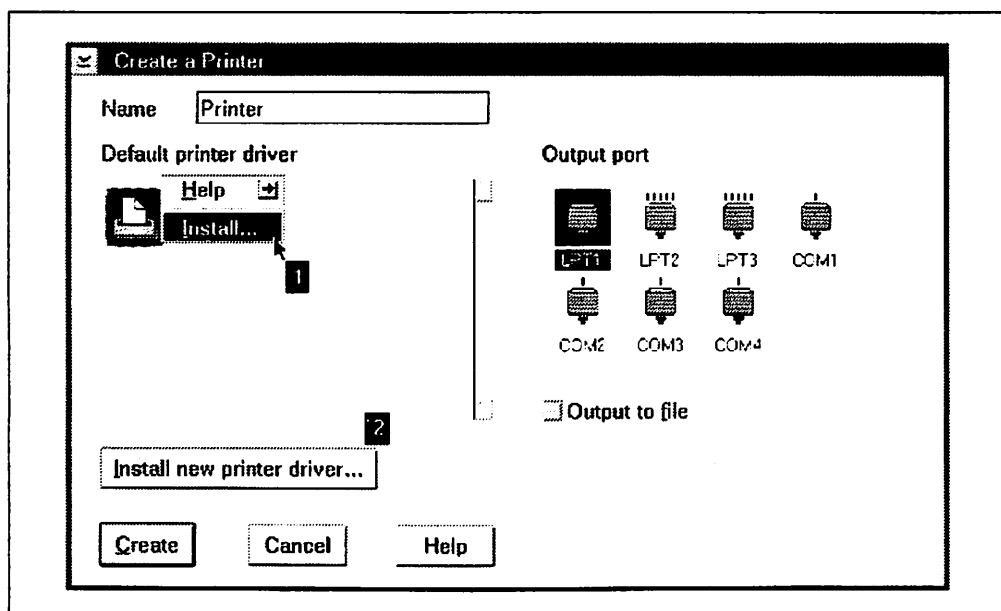 Create a Printer
Name Printer
Default printer driver
Help
Install...
1
2
Install new printer driver...
Create Cancel Help
Output port
LPT1 LPT2 LPT3 COM1
COM2 COM3 COM4
Output to file